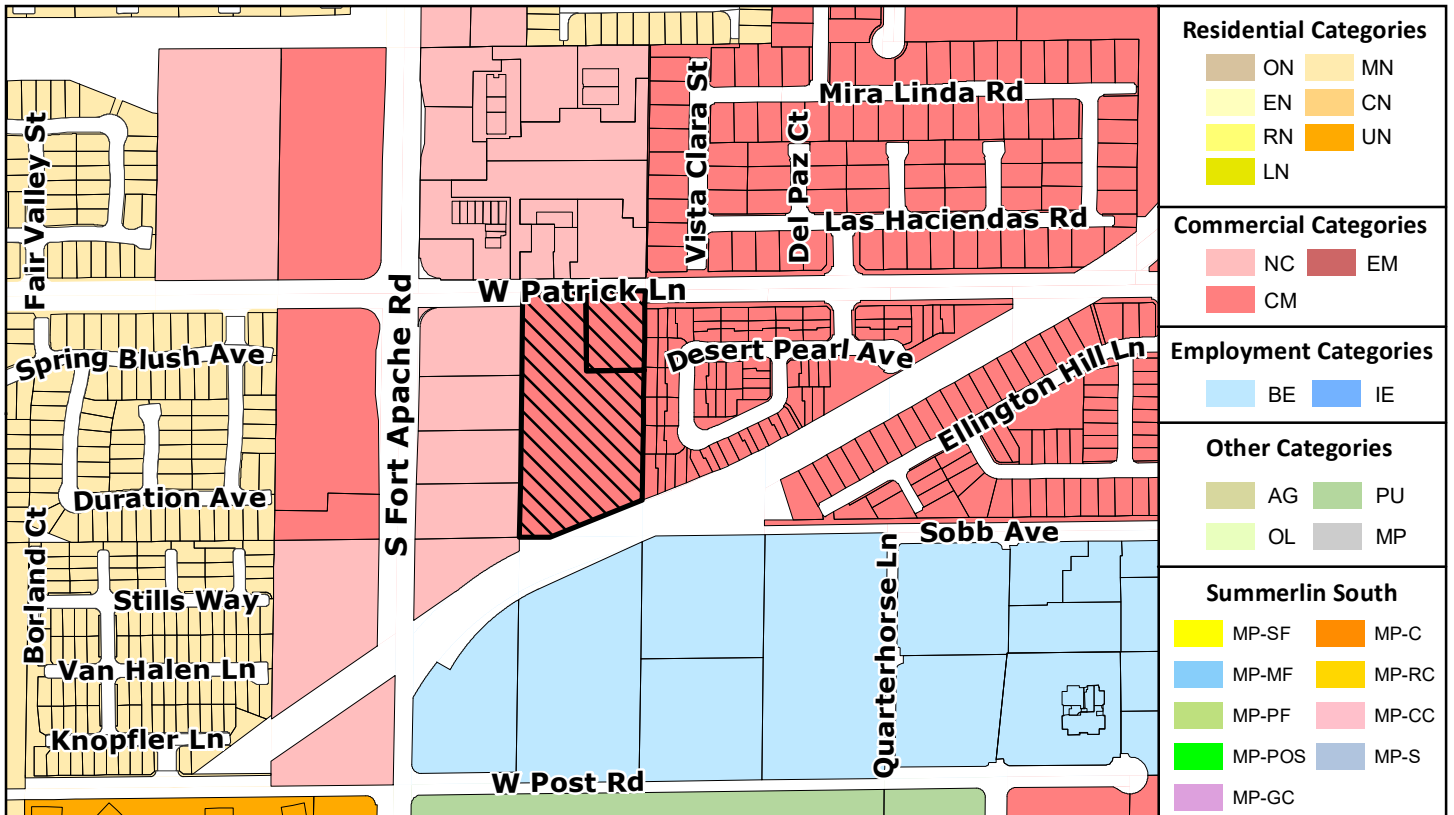 Mira Linda Rd
Vista Clara St
Del Paz Ct
Fair Valley St
Las Haciendas Rd
W Patrick Ln
S Fort Apache Rd
Spring Blush Ave
Desert Pearl Ave
Ellington Hill Ln
Duration Ave
Borland Ct
Sobb Ave
Quarterhorse Ln
Stills Way
Van Halen Ln
Knopfler Ln
W Post Rd
Residential Categories
ON MN
EN CN
RN UN
LN
Commercial Categories
NC EM
CM
Employment Categories
BE IE
Other Categories
AG PU
OL MP
Summerlin South
MP-SF MP-C
MP-MF MP-RC
MP-PF MP-CC
MP-POS MP-S
MP-GC